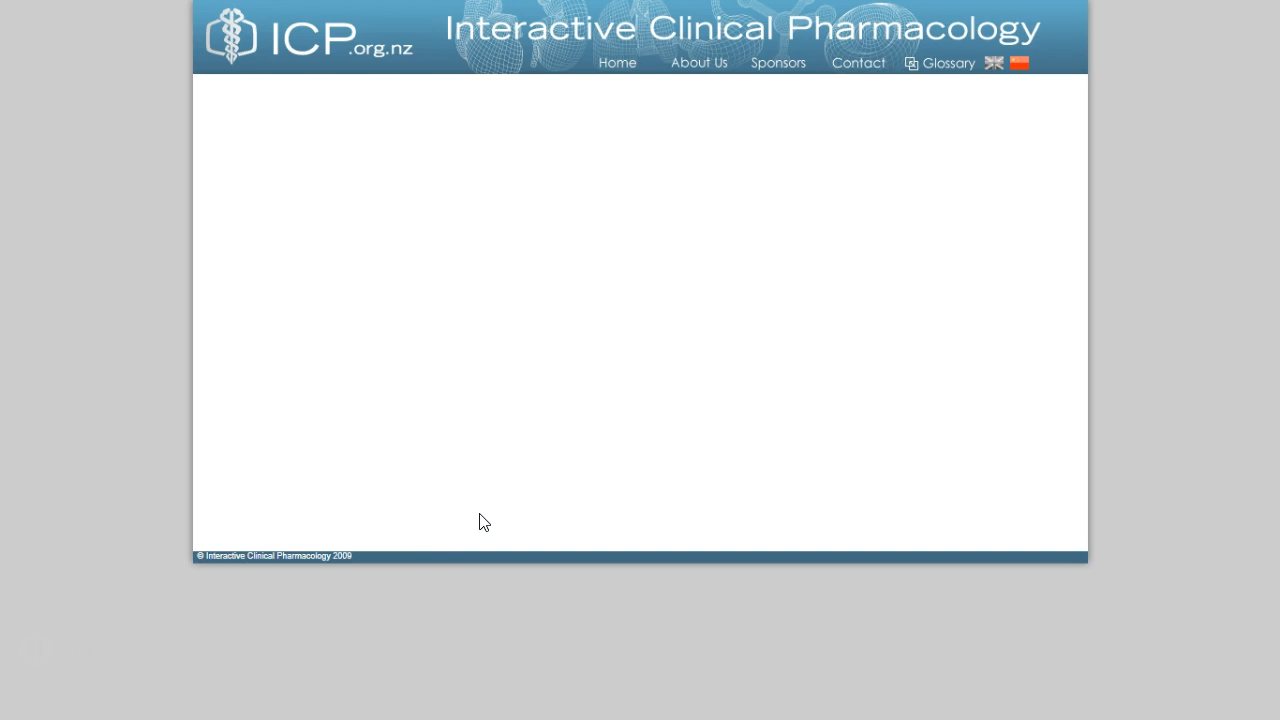 ICP.org.nz
Interactive Clinical Pharmacology
Home About Us Sponsors Contact Glossary
© Interactive Clinical Pharmacology 2009